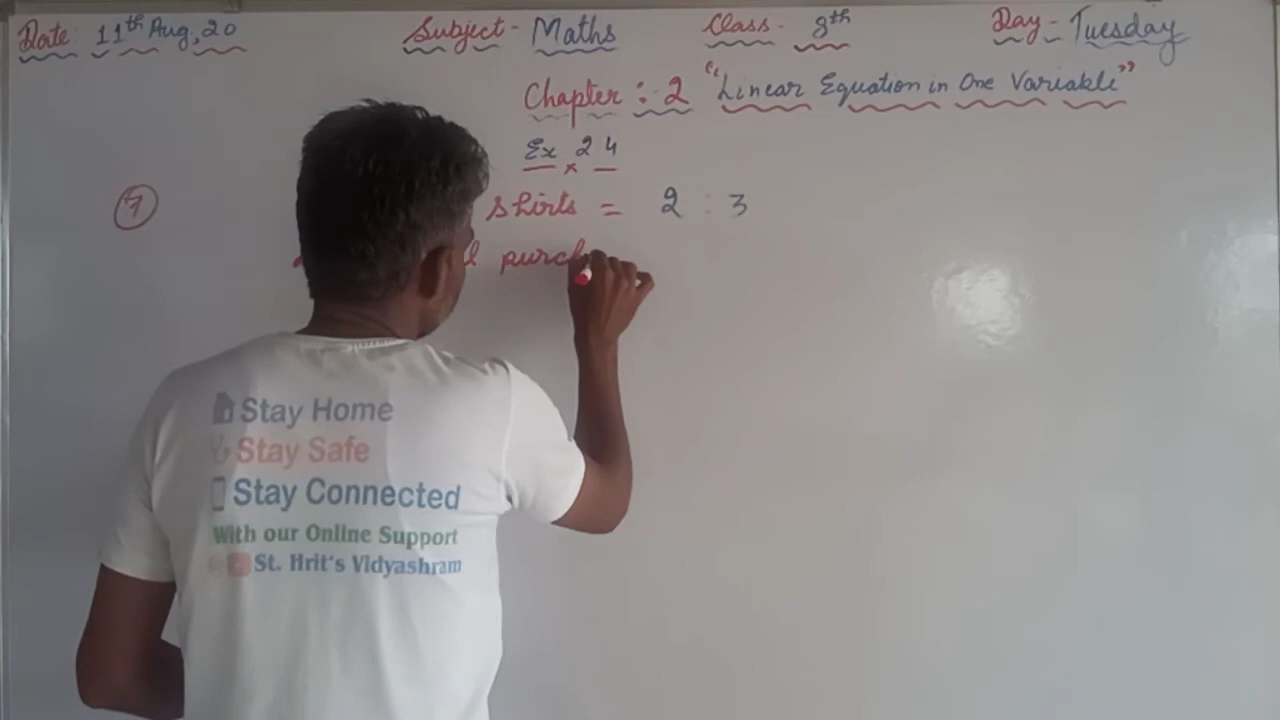 Date: 11th Aug, 20 Subject - Maths Class - 8th Day - Tuesday
Chapter : 2 "Linear Equation in One Variable"
Ex 2.4
7 shirts = 2 : 3
Stay Home
Stay Safe
Stay Connected
With our Online Support
St. Hrit's Vidyashram